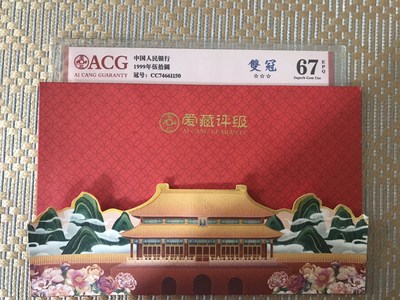 ACG
AI CANG GUARANTY
中国人民银行
1999年伍拾圆
冠号: CC74661150
雙冠
☆☆☆
67 EPQ
Superb Gem Unc
爱藏评级
AI CANG GUARANTY